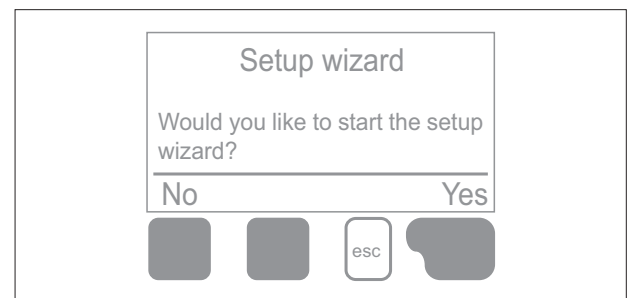 Setup wizard
Would you like to start the setup
wizard?
No Yes
esc